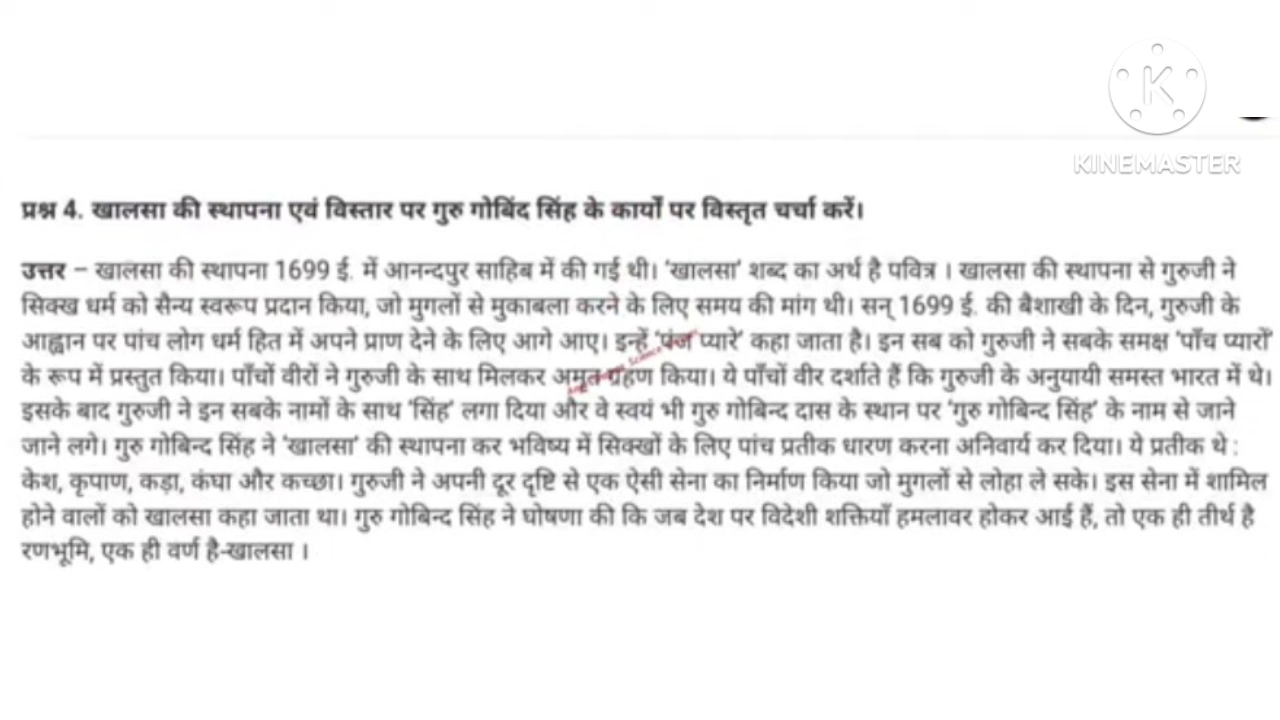 KINEMASTER
प्रश्न 4. खालसा की स्थापना एवं विस्तार पर गुरु गोबिंद सिंह के कार्यों पर विस्तृत चर्चा करें।
उत्तर – खालसा की स्थापना 1699 ई. में आनन्दपुर साहिब में की गई थी। ‘खालसा’ शब्द का अर्थ है पवित्र । खालसा की स्थापना से गुरुजी ने
सिक्ख धर्म को सैन्य स्वरूप प्रदान किया, जो मुगलों से मुकाबला करने के लिए समय की मांग थी। सन् 1699 ई. की बैशाखी के दिन, गुरुजी के
आह्वान पर पांच लोग धर्म हित में अपने प्राण देने के लिए आगे आए। इन्हें ‘पंज प्यारे’ कहा जाता है। इन सब को गुरुजी ने सबके समक्ष ‘पाँच प्यारों’
के रूप में प्रस्तुत किया। पाँचों वीरों ने गुरुजी के साथ मिलकर अमृत ग्रहण किया। ये पाँचों वीर दर्शाते हैं कि गुरुजी के अनुयायी समस्त भारत में थे।
इसके बाद गुरुजी ने इन सबके नामों के साथ ‘सिंह’ लगा दिया और वे स्वयं भी गुरु गोबिन्द दास के स्थान पर ‘गुरु गोबिन्द सिंह’ के नाम से जाने
जाने लगे। गुरु गोबिन्द सिंह ने ‘खालसा’ की स्थापना कर भविष्य में सिक्खों के लिए पांच प्रतीक धारण करना अनिवार्य कर दिया। ये प्रतीक थे :
केश, कृपाण, कड़ा, कंघा और कच्छा। गुरुजी ने अपनी दूर दृष्टि से एक ऐसी सेना का निर्माण किया जो मुगलों से लोहा ले सके। इस सेना में शामिल
होने वालों को खालसा कहा जाता था। गुरु गोबिन्द सिंह ने घोषणा की कि जब देश पर विदेशी शक्तियाँ हमलावर होकर आई हैं, तो एक ही तीर्थ है
रणभूमि, एक ही वर्ण है-खालसा ।